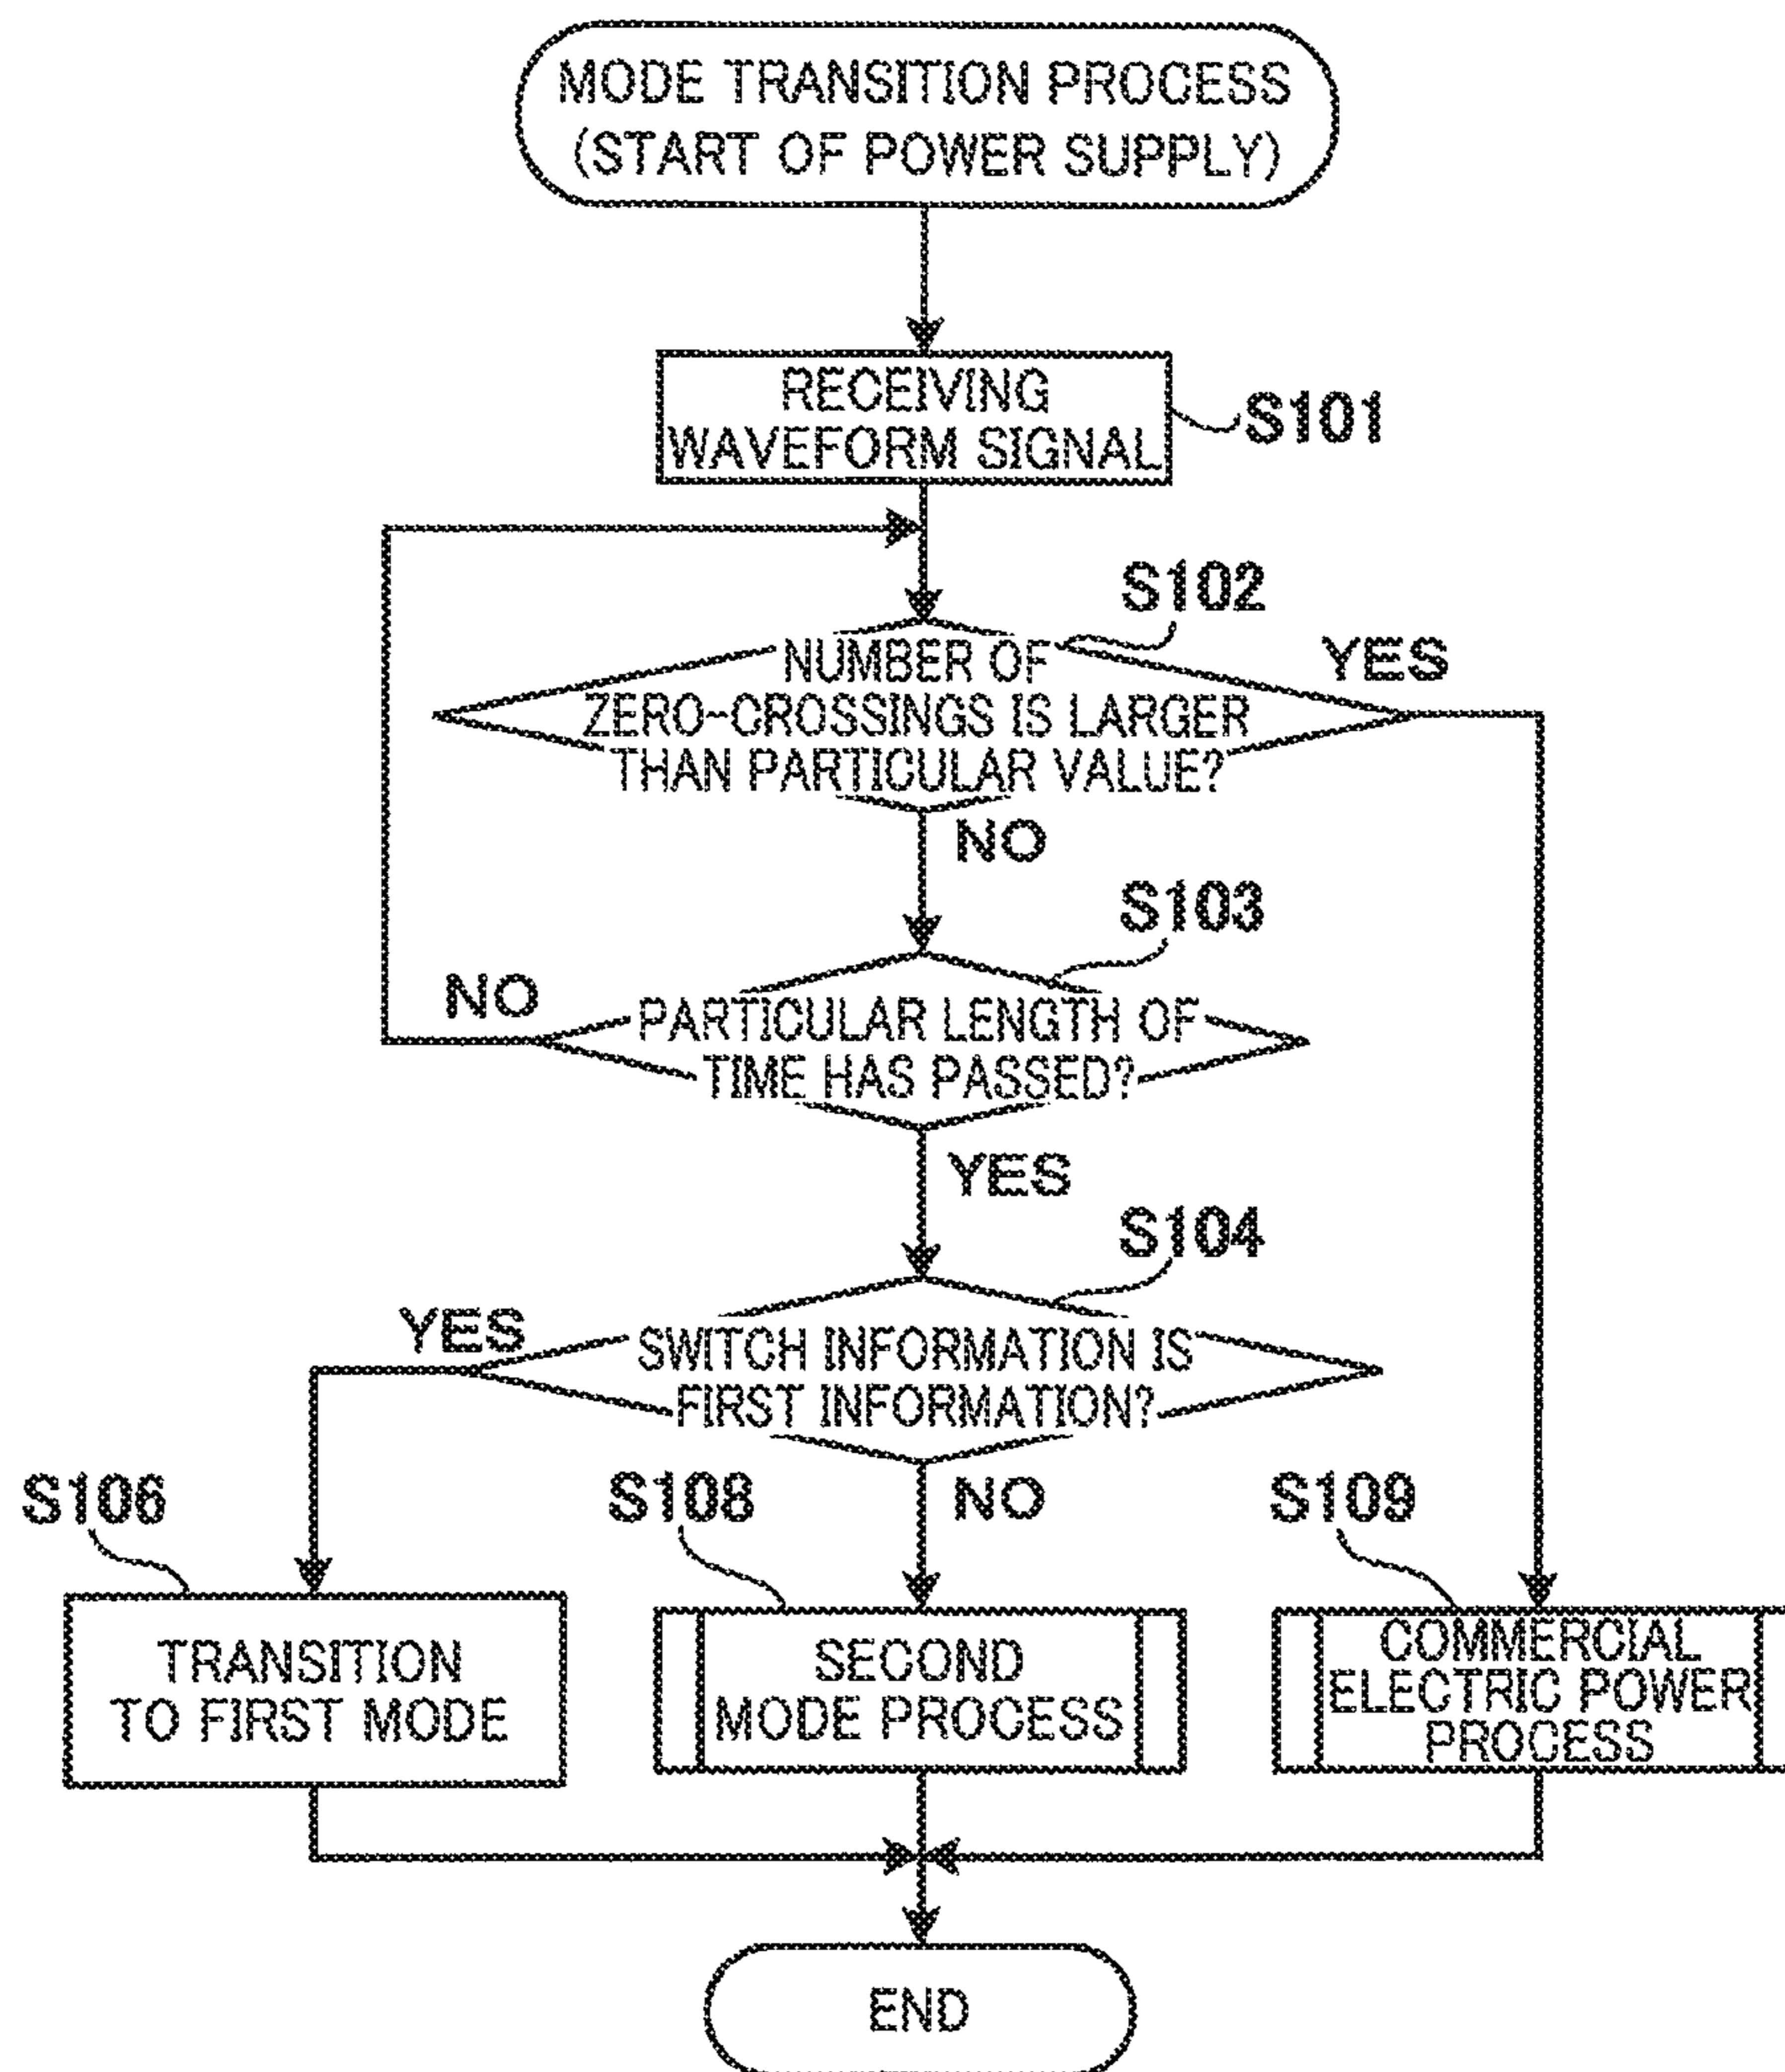 MODE TRANSITION PROCESS
(START OF POWER SUPPLY)
RECEIVING
WAVEFORM SIGNAL
S101
S102
NUMBER OF
ZERO-CROSSINGS IS LARGER
THAN PARTICULAR VALUE?
YES
NO
S103
PARTICULAR LENGTH OF
TIME HAS PASSED?
NO
YES
S104
SWITCH INFORMATION IS
FIRST INFORMATION?
YES
NO
S106
TRANSITION
TO FIRST MODE
S108
SECOND
MODE PROCESS
S109
COMMERCIAL
ELECTRIC POWER
PROCESS
END